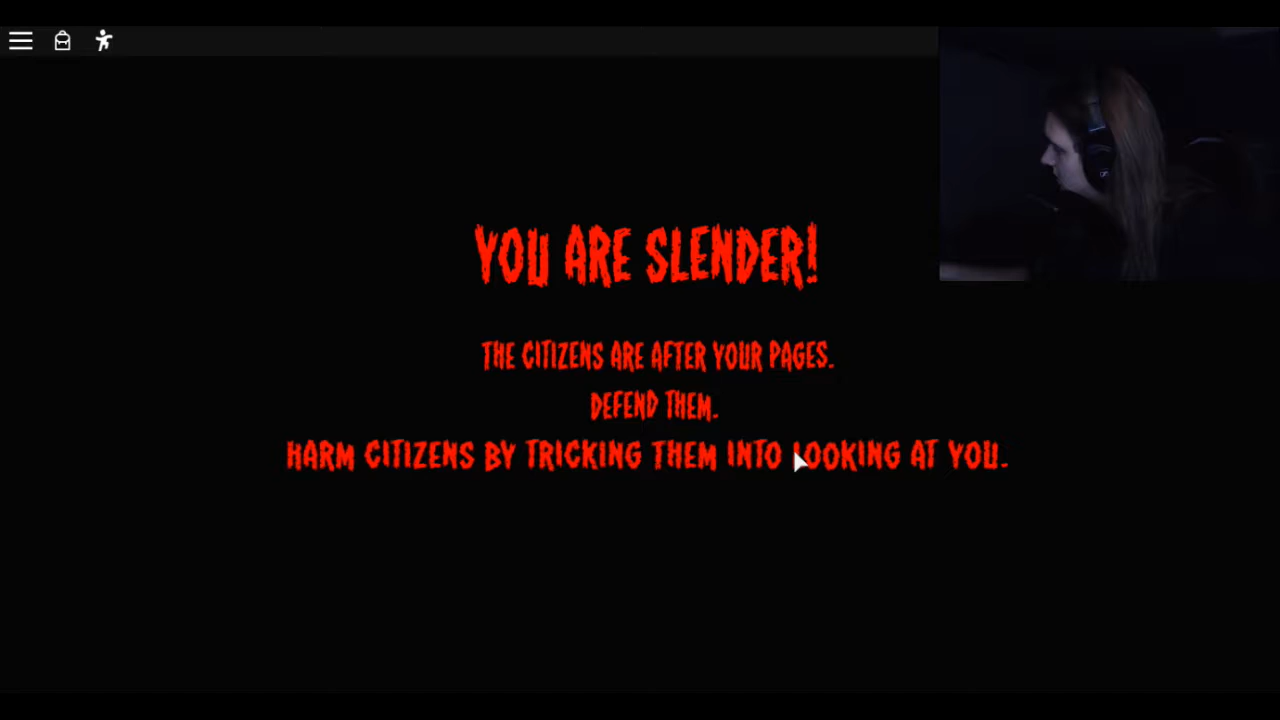 YOU ARE SLENDER!
THE CITIZENS ARE AFTER YOUR PAGES.
DEFEND THEM.
HARM CITIZENS BY TRICKING THEM INTO LOOKING AT YOU.